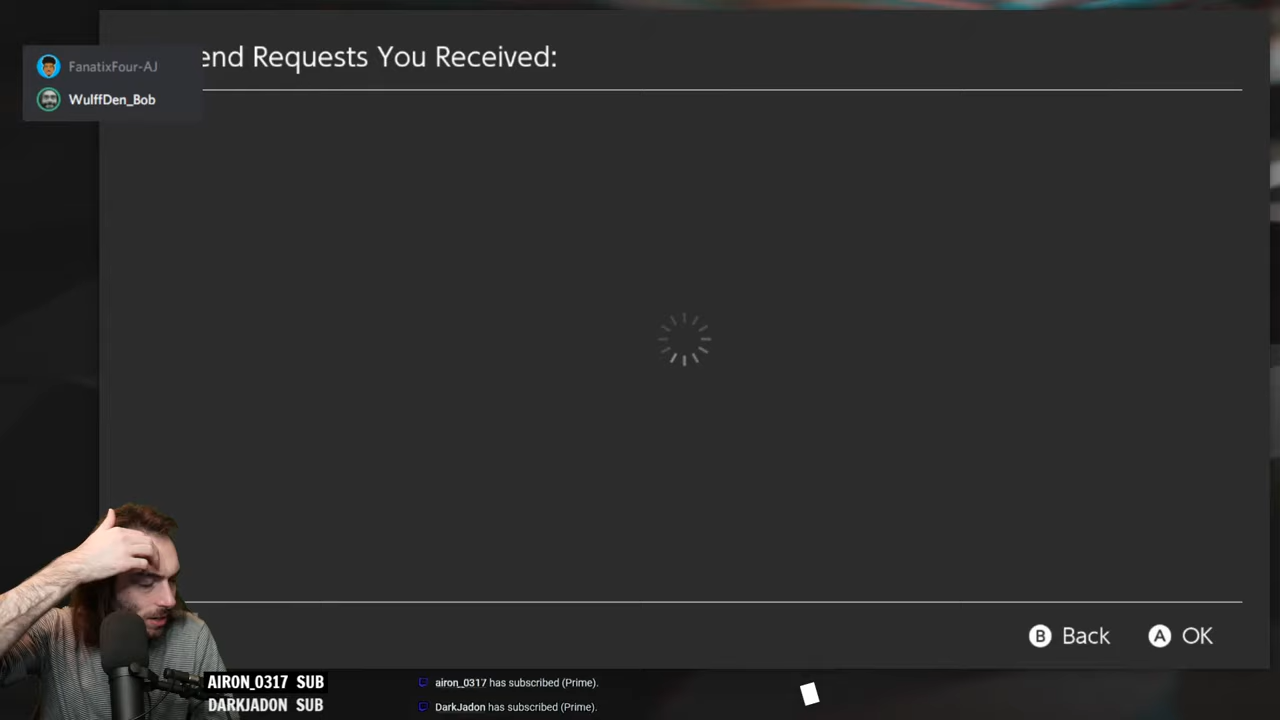 end Requests You Received:
FanatixFour-AJ
WulffDen_Bob
B Back A OK
AIRON_0317 SUB
DARKJADON SUB
airon_0317 has subscribed (Prime).
DarkJadon has subscribed (Prime).